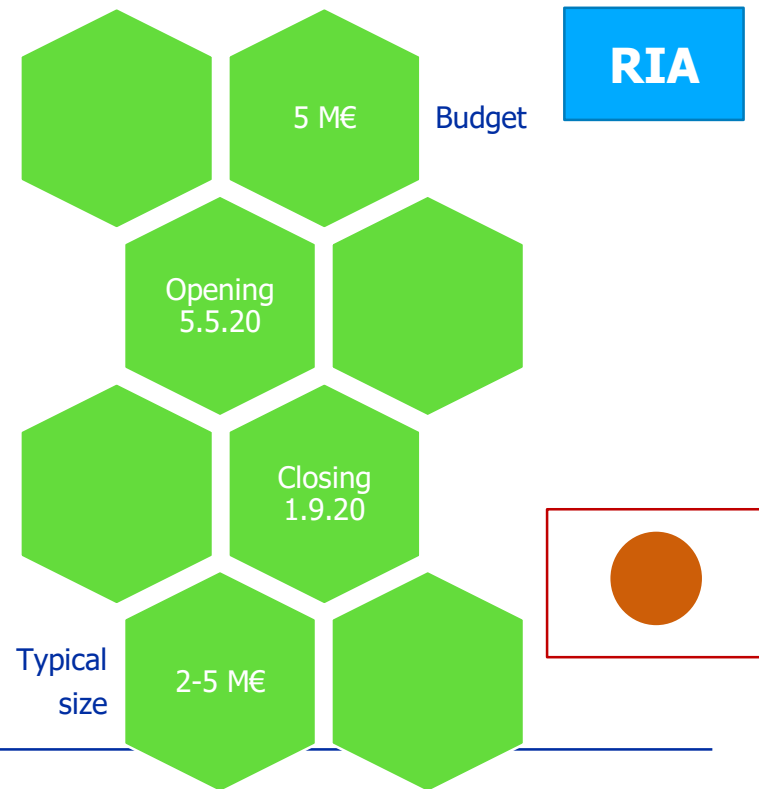 RIA
5 M€
Budget
Opening
5.5.20
Closing
1.9.20
Typical
size
2-5 M€